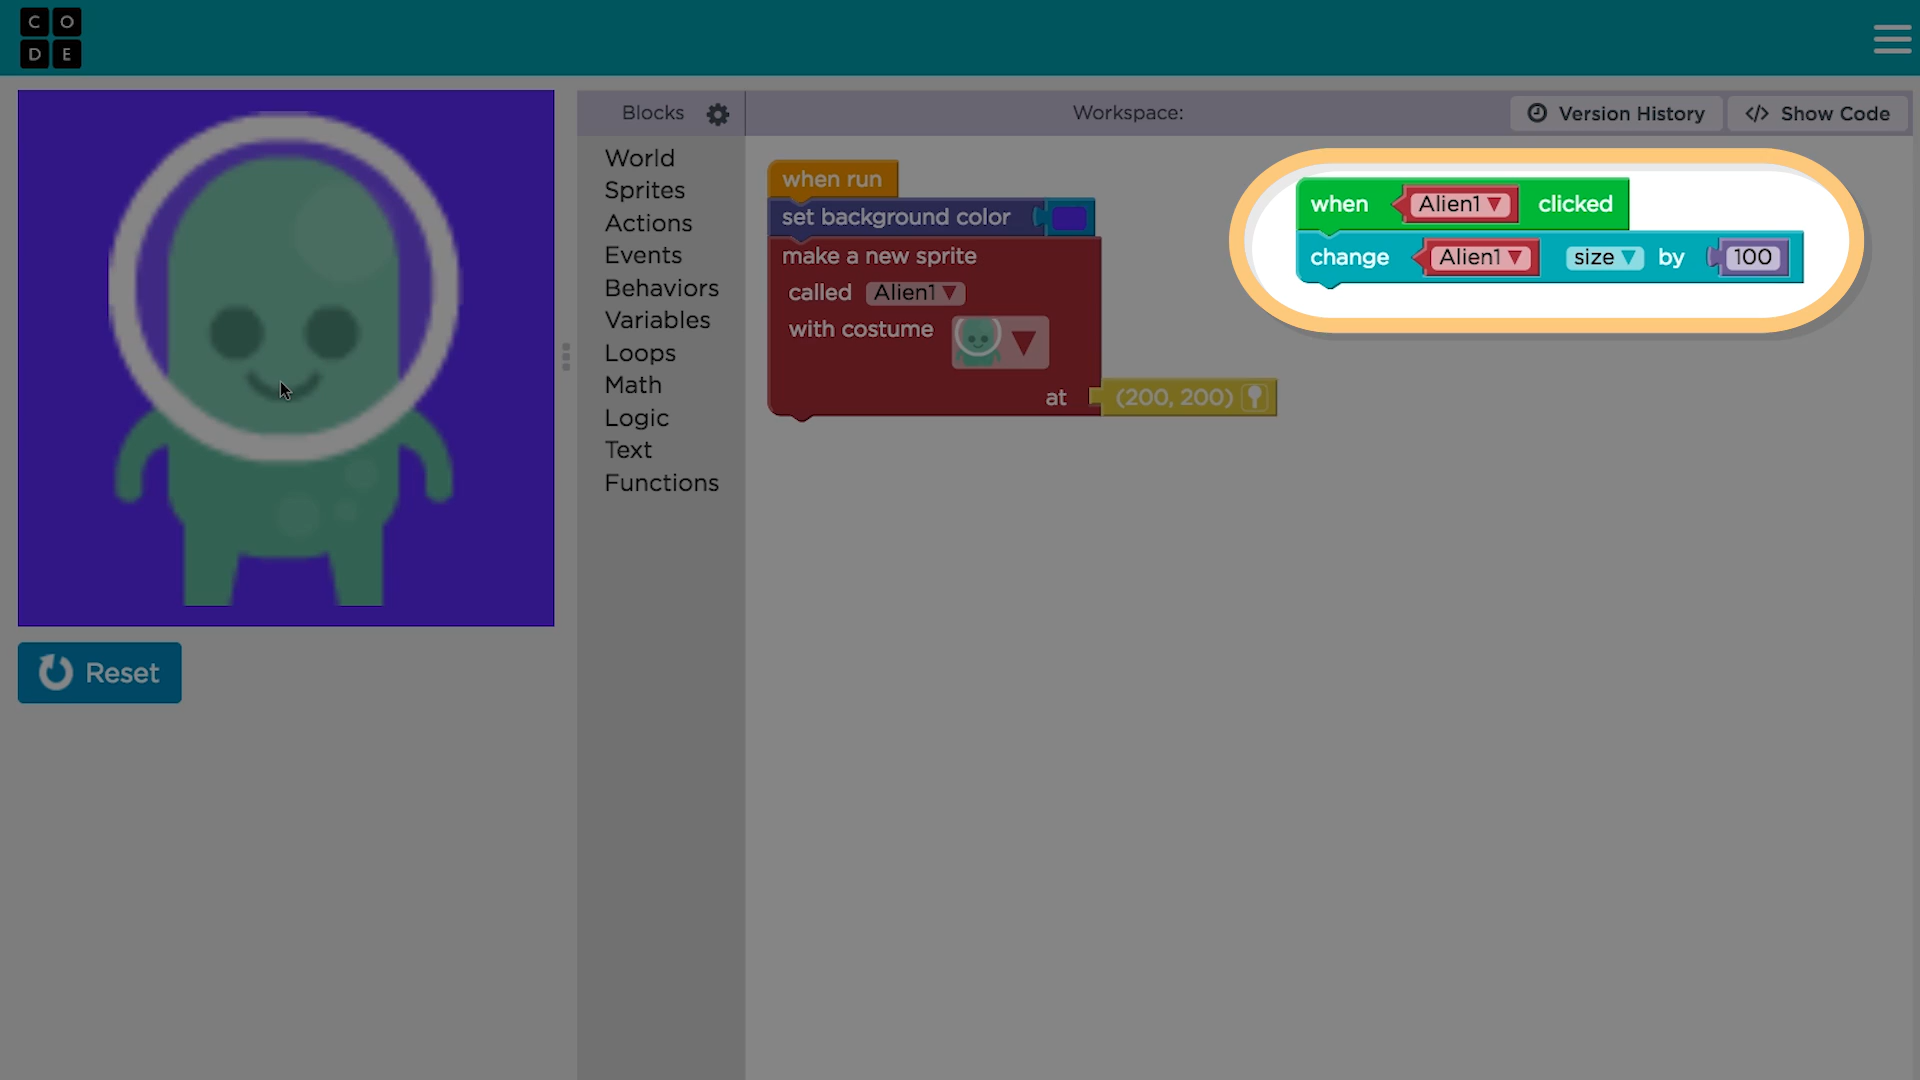 C O
D E
Blocks
Workspace:
Version History
Show Code
World
Sprites
Actions
Events
Behaviors
Variables
Loops
Math
Logic
Text
Functions
when run
set background color
make a new sprite
called Alien1
with costume
at (200, 200)
when Alien1 clicked
change Alien1 size by 100
Reset